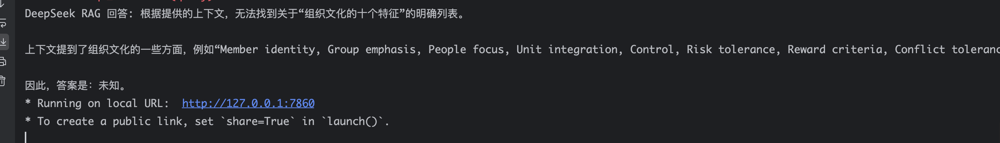 DeepSeek RAG 回答: 根据提供的上下文，无法找到关于“组织文化的十个特征”的明确列表。
上下文提到了组织文化的一些方面，例如“Member identity, Group emphasis, People focus, Unit integration, Control, Risk tolerance, Reward criteria, Conflict toleranc
因此，答案是：未知。
* Running on local URL:  http://127.0.0.1:7860
* To create a public link, set `share=True` in `launch()`.